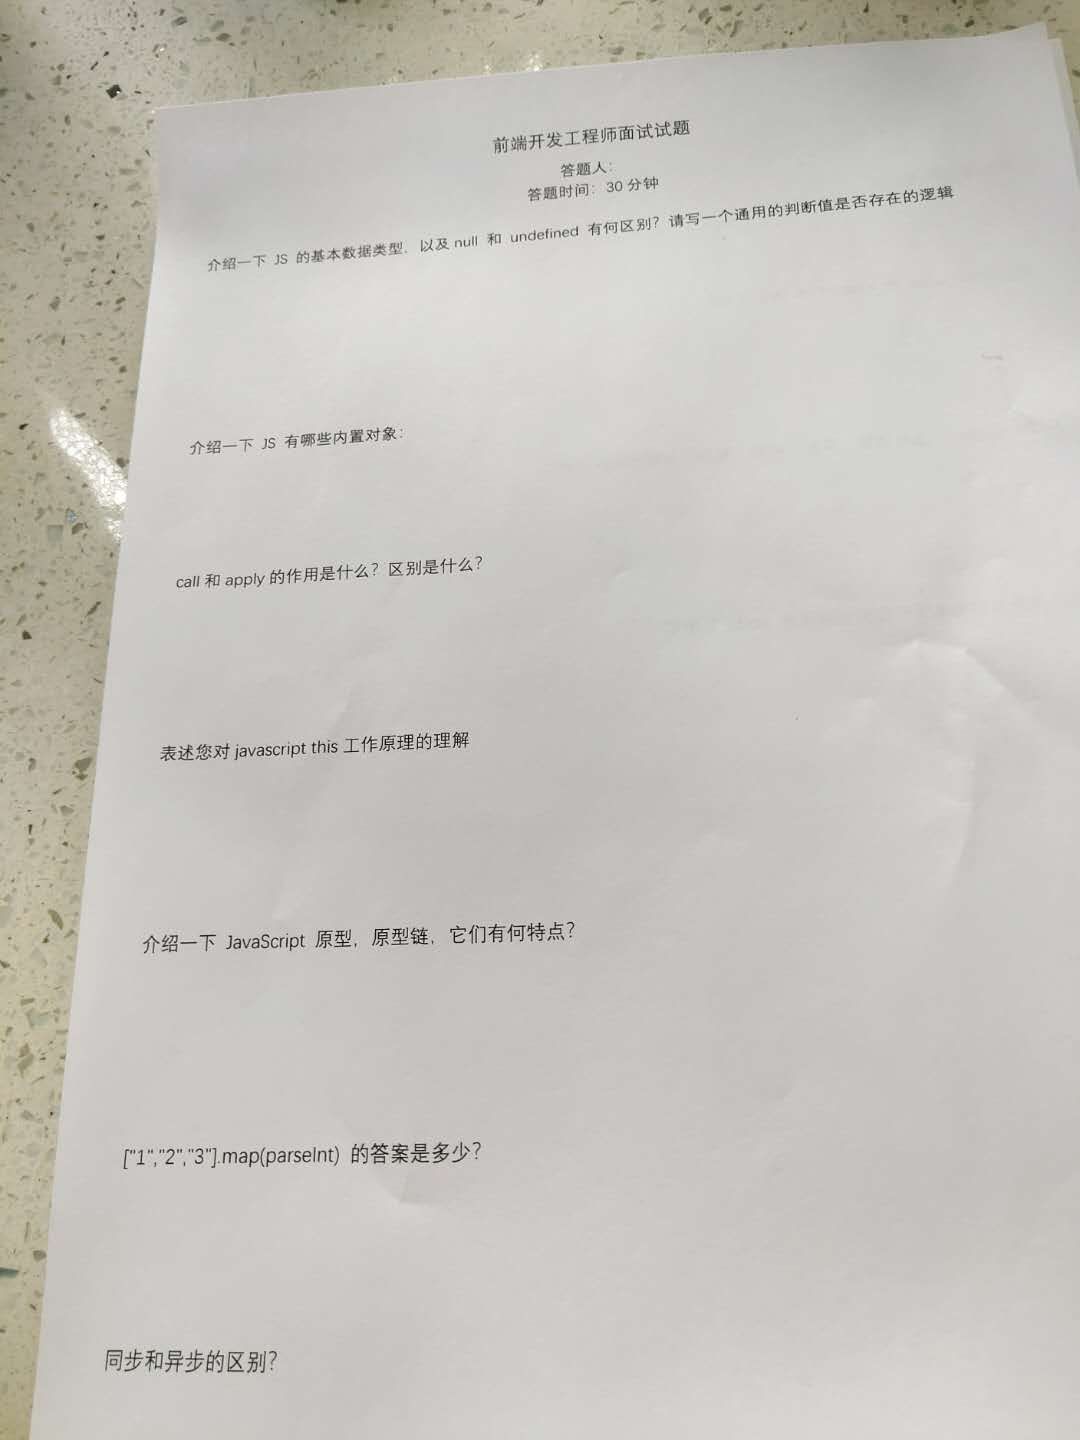 前端开发工程师面试试题
答题人：
答题时间：30 分钟
介绍一下 JS 的基本数据类型，以及 null 和 undefined 有何区别？请写一个通用的判断值是否存在的逻辑
介绍一下 JS 有哪些内置对象：
call 和 apply 的作用是什么？区别是什么？
表述您对 javascript this 工作原理的理解
介绍一下 JavaScript 原型，原型链，它们有何特点？
["1","2","3"].map(parseInt) 的答案是多少？
同步和异步的区别？